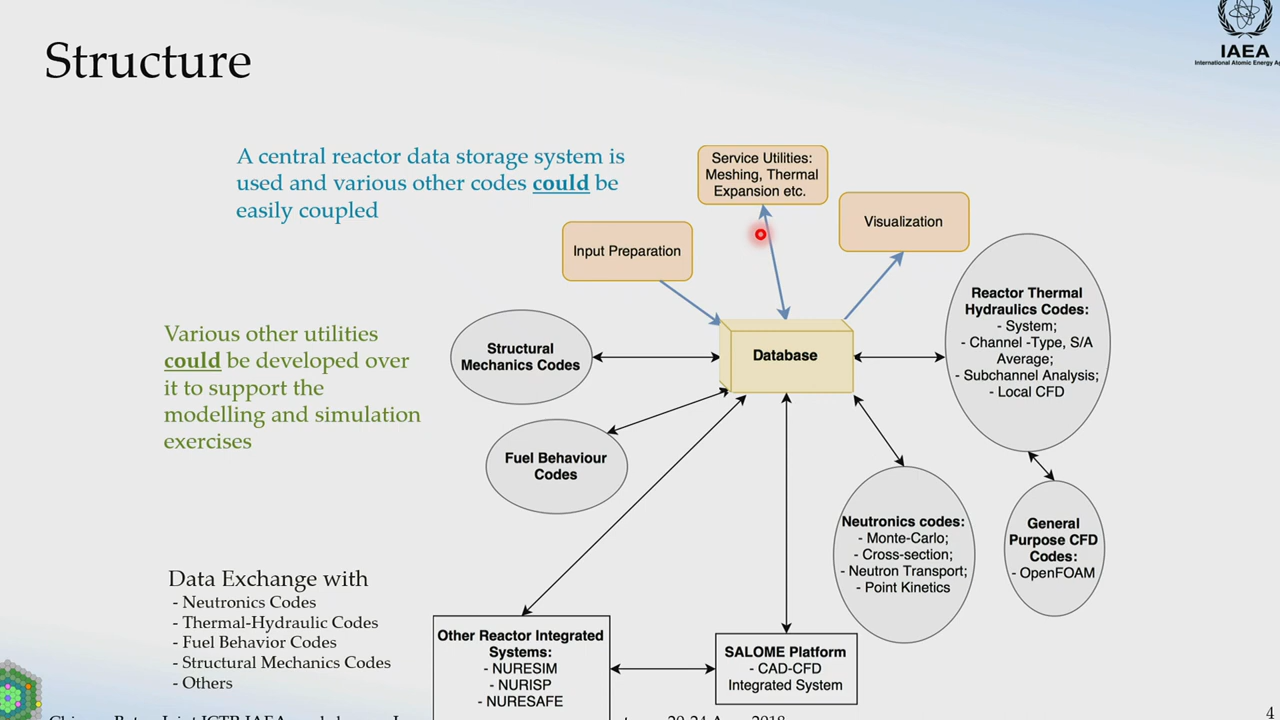 Structure
IAEA
International Atomic Energy
A central reactor data storage system is
used and various other codes could be
easily coupled
Various other utilities
could be developed over
it to support the
modelling and simulation
exercises
Data Exchange with
- Neutronics Codes
- Thermal-Hydraulic Codes
- Fuel Behavior Codes
- Structural Mechanics Codes
- Others
Service Utilities:
Meshing, Thermal
Expansion etc.
Input Preparation
Visualization
Database
Structural
Mechanics Codes
Fuel Behaviour
Codes
Reactor Thermal
Hydraulics Codes:
- System;
- Channel -Type, S/A
Average;
- Subchannel Analysis;
- Local CFD
Neutronics codes:
- Monte-Carlo;
- Cross-section;
- Neutron Transport;
- Point Kinetics
General
Purpose CFD
Codes:
- OpenFOAM
Other Reactor Integrated
Systems:
- NURESIM
- NURISP
- NURESAFE
SALOME Platform
- CAD-CFD
Integrated System
4